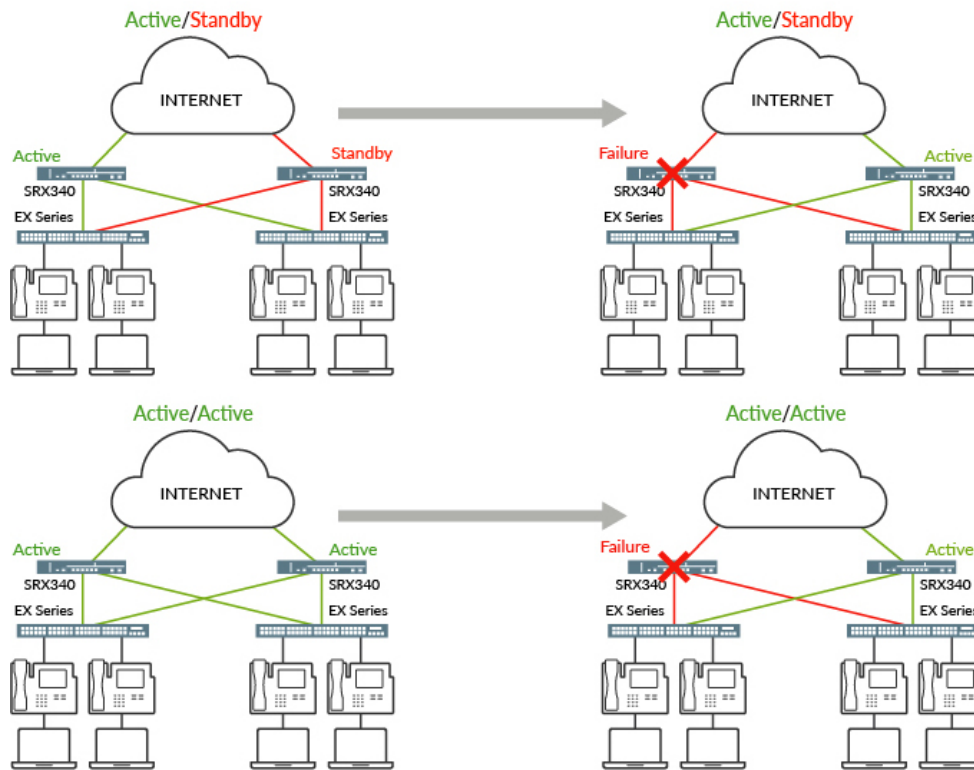 Active/Standby
INTERNET
Active
Standby
SRX340
SRX340
EX Series
EX Series
Active/Standby
INTERNET
Failure
Active
SRX340
SRX340
EX Series
EX Series
Active/Active
INTERNET
Active
Active
SRX340
SRX340
EX Series
EX Series
Active/Active
INTERNET
Failure
Active
SRX340
SRX340
EX Series
EX Series